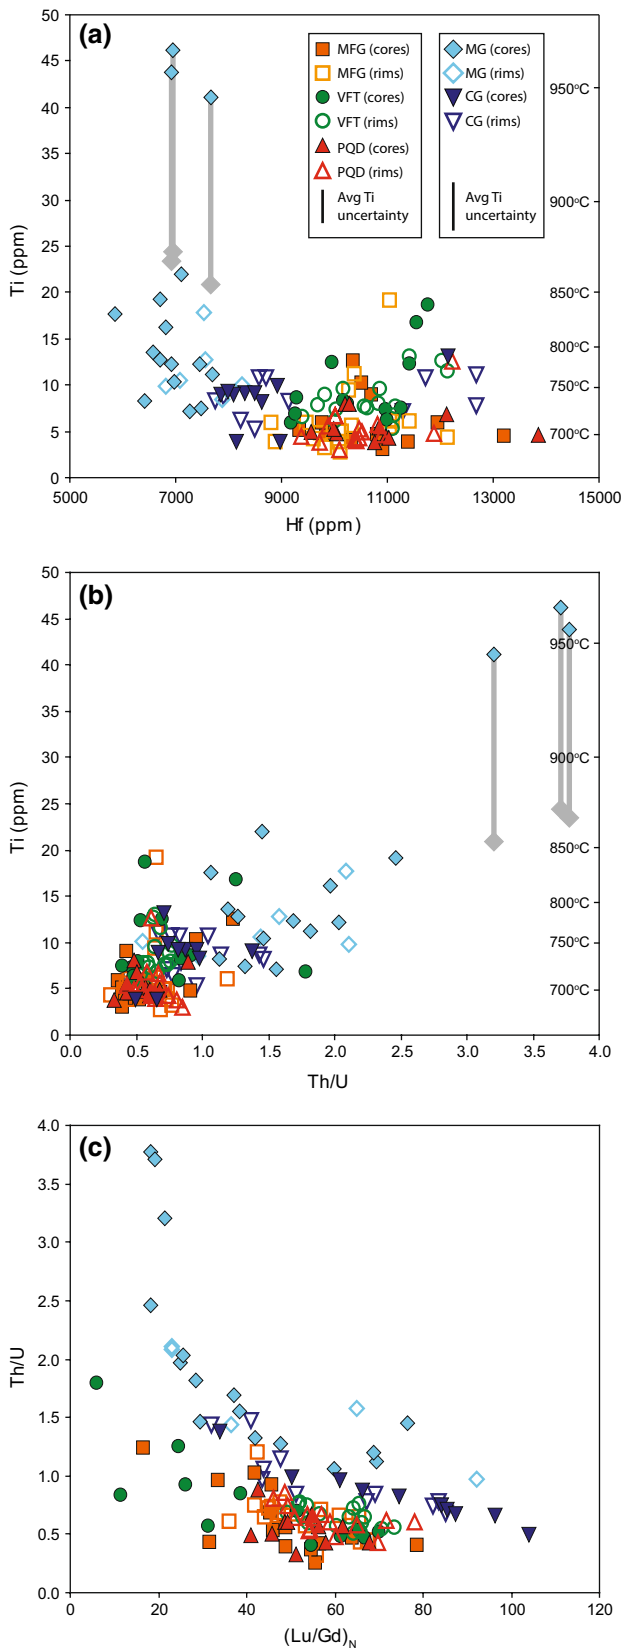 (a)
50
45
40
35
30
25
20
15
10
5
0
Ti (ppm)
MFG (cores)
MFG (rims)
VFT (cores)
VFT (rims)
PQD (cores)
PQD (rims)
Avg Ti
uncertainty
MG (cores)
MG (rims)
CG (cores)
CG (rims)
Avg Ti
uncertainty
950°C
900°C
850°C
800°C
750°C
700°C
5000 7000 9000 11000 13000 15000
Hf (ppm)
(b)
50
45
40
35
30
25
20
15
10
5
0
Ti (ppm)
950°C
900°C
850°C
800°C
750°C
700°C
0.0 0.5 1.0 1.5 2.0 2.5 3.0 3.5 4.0
Th/U
(c)
4.0
3.5
3.0
2.5
2.0
1.5
1.0
0.5
0.0
Th/U
0 20 40 60 80 100 120
(Lu/Gd)N